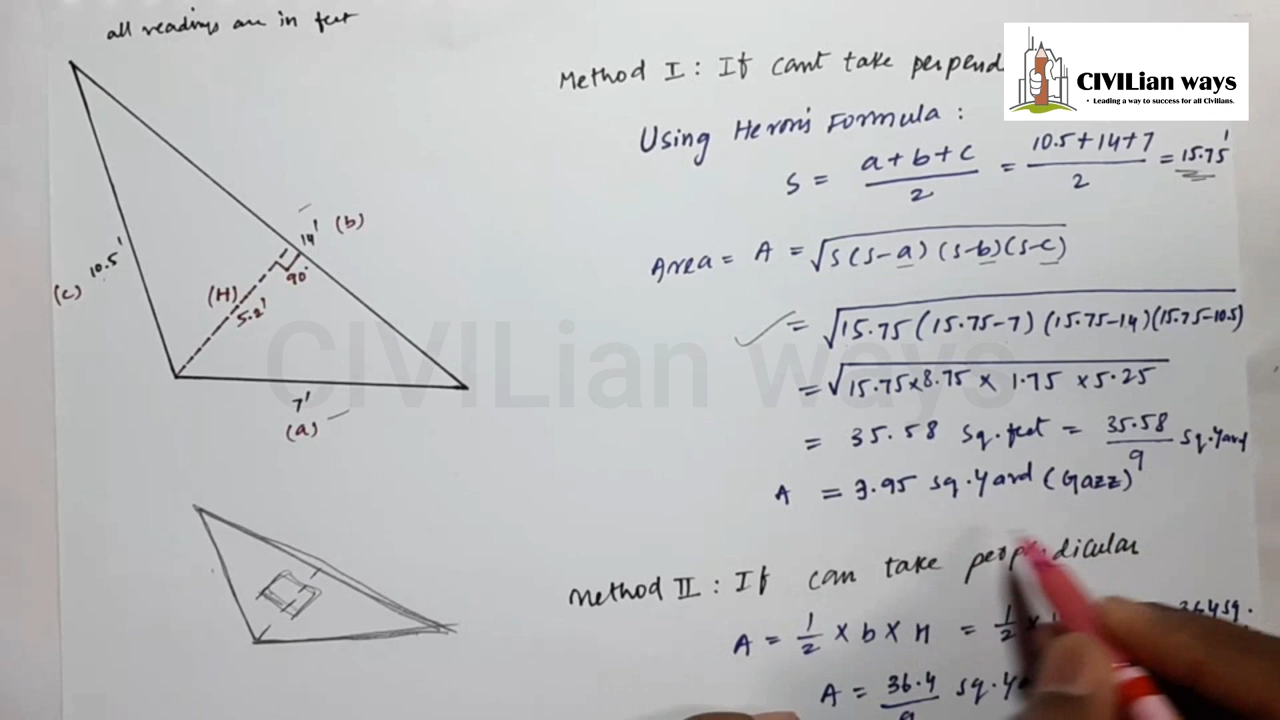 all readings are in feet
14' (b)
90°
10.5'
(c)
(H)
5.2'
7'
(a)
Method I : If cant take perpend
CIVILian ways
• Leading a way to success for all Civilians.
Using Heron's Formula :
S = a+b+c / 2 = 10.5+14+7 / 2 = 15.75'
Area = A = √S(S-a)(S-b)(S-c)
= √15.75(15.75-7)(15.75-14)(15.75-10.5)
= √15.75×8.75×1.75×5.25
= 35.58 Sq.feet = 35.58 / 9 Sq.Yard
A = 3.95 Sq.Yard (Gazz)
Method II : If can take perpendicular
A = 1/2 × b × H = 1/2 ×
A = 36.4 / 9 Sq.Ya
CIVILian ways